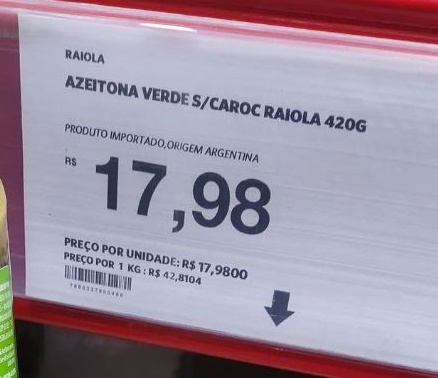 RAIOLA
AZEITONA VERDE S/CAROC RAIOLA 420G
PRODUTO IMPORTADO,ORIGEM ARGENTINA
R$ 17,98
PREÇO POR UNIDADE: R$ 17,9800
PREÇO POR 1 KG : R$ 42,8104